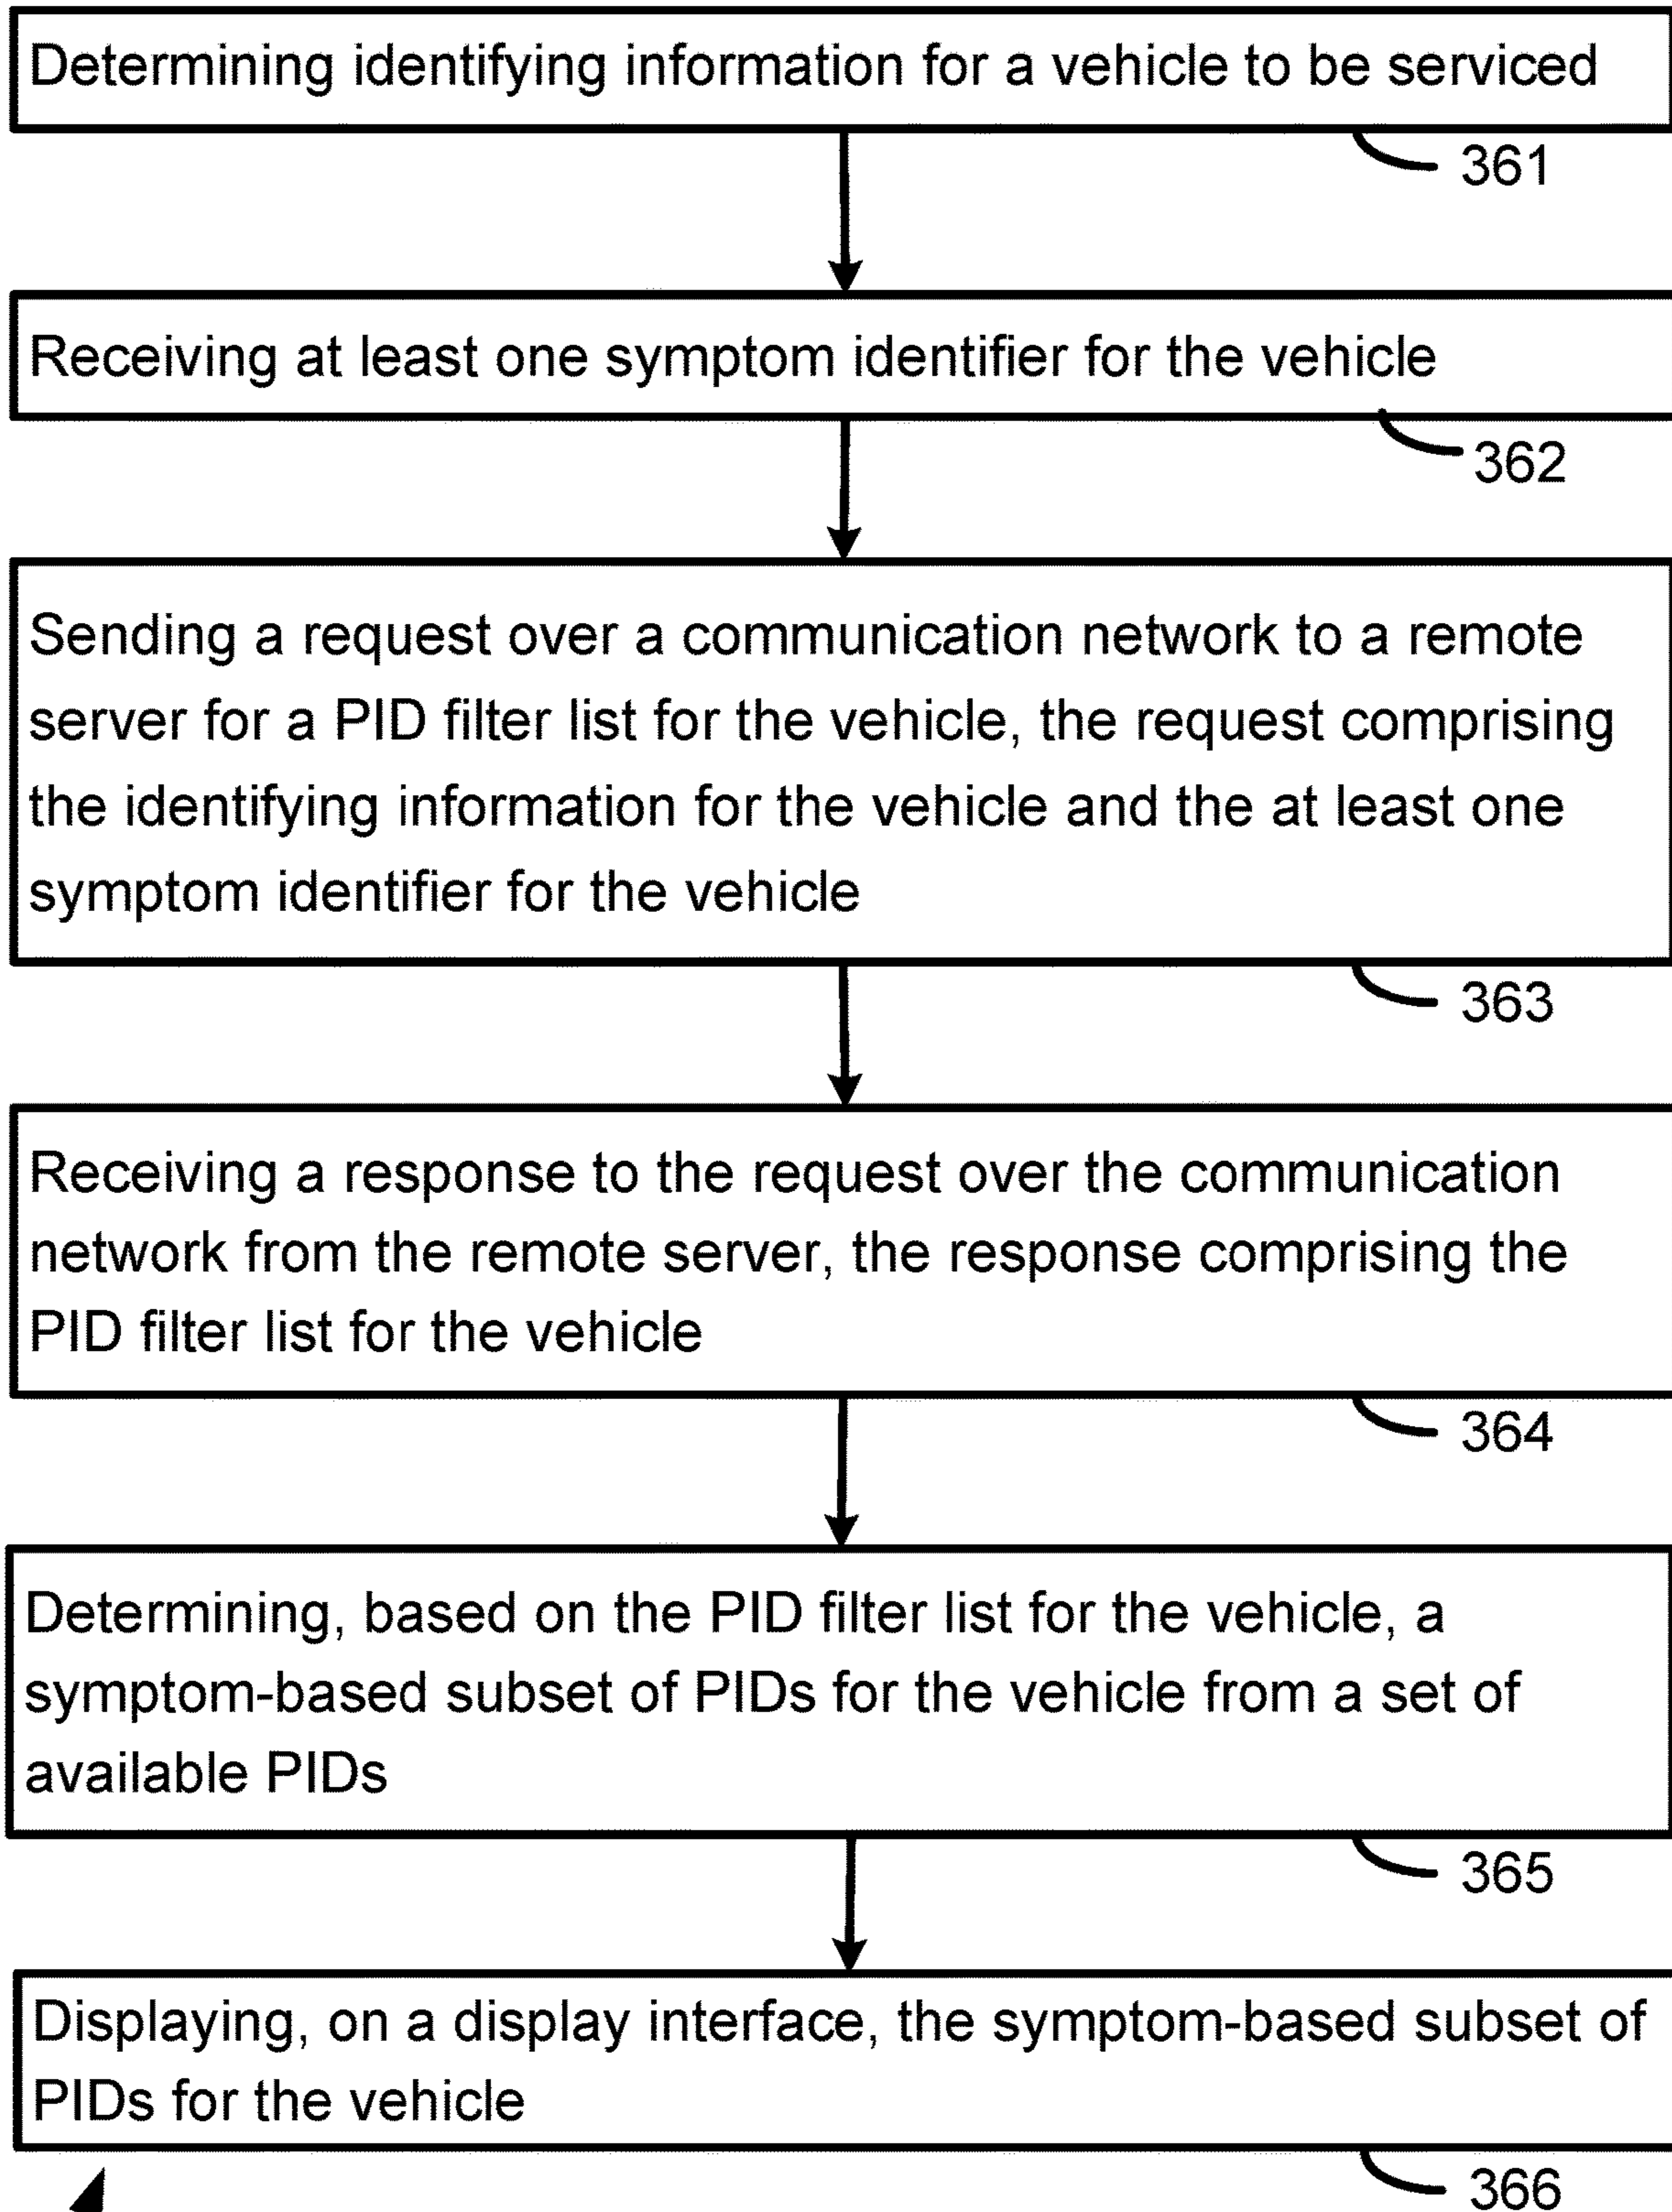 Determining identifying information for a vehicle to be serviced
361
Receiving at least one symptom identifier for the vehicle
362
Sending a request over a communication network to a remote
server for a PID filter list for the vehicle, the request comprising
the identifying information for the vehicle and the at least one
symptom identifier for the vehicle
363
Receiving a response to the request over the communication
network from the remote server, the response comprising the
PID filter list for the vehicle
364
Determining, based on the PID filter list for the vehicle, a
symptom-based subset of PIDs for the vehicle from a set of
available PIDs
365
Displaying, on a display interface, the symptom-based subset of
PIDs for the vehicle
366